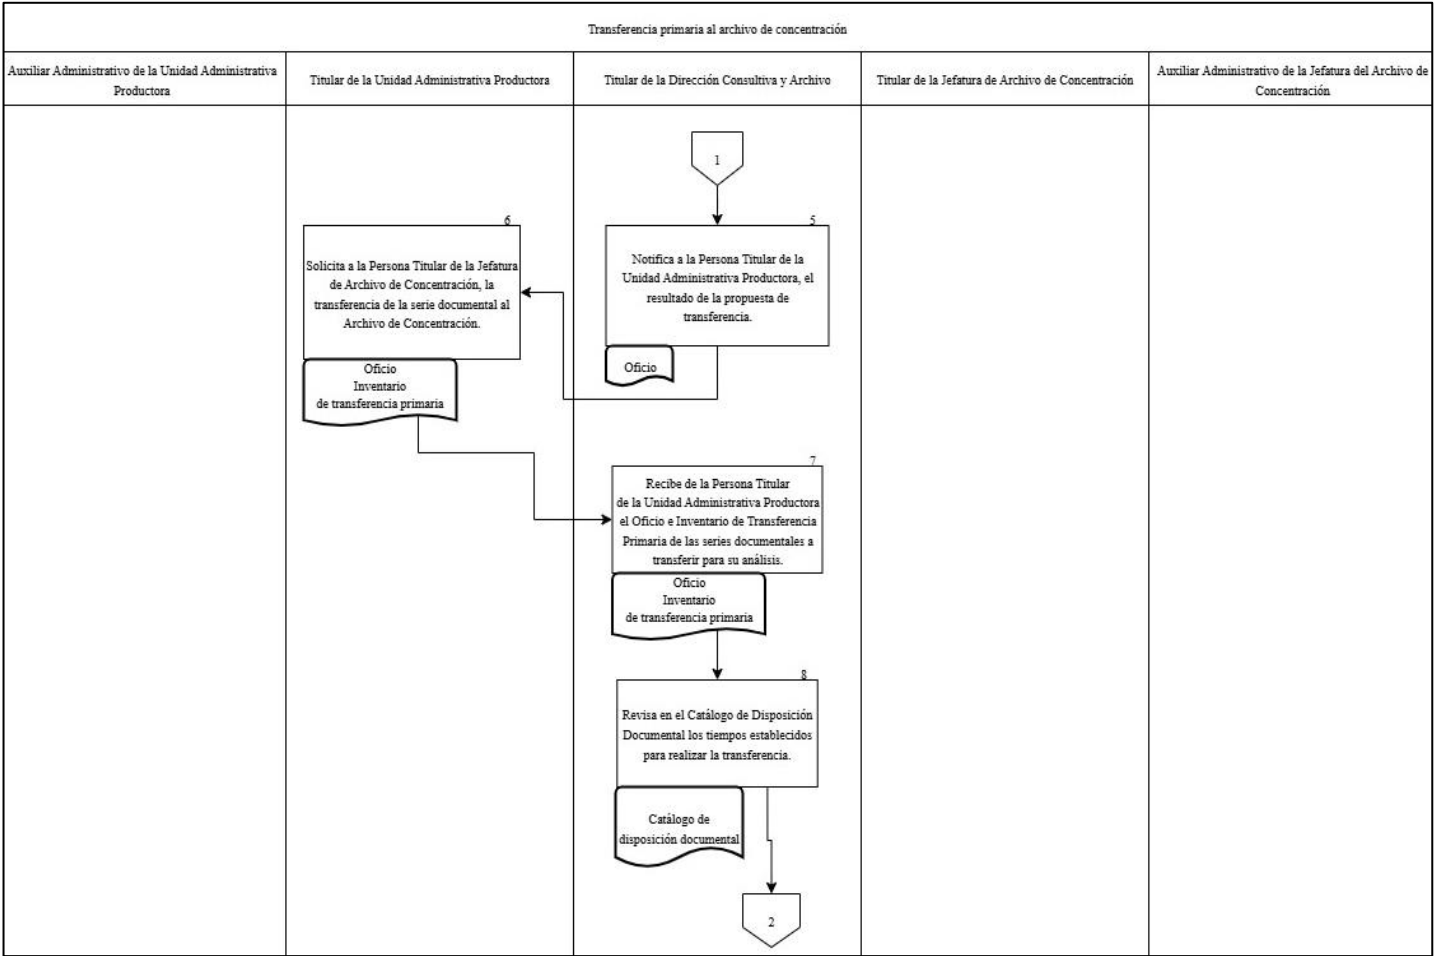 Transferencia primaria al archivo de concentración
Auxiliar Administrativo de la Unidad Administrativa
Productora
Titular de la Unidad Administrativa Productora
Titular de la Dirección Consultiva y Archivo
Titular de la Jefatura de Archivo de Concentración
Auxiliar Administrativo de la Jefatura del Archivo de
Concentración
1
5
Notifica a la Persona Titular de la
Unidad Administrativa Productora, el
resultado de la propuesta de
transferencia.
Oficio
6
Solicita a la Persona Titular de la Jefatura
de Archivo de Concentración, la
transferencia de la serie documental al
Archivo de Concentración.
Oficio
Inventario
de transferencia primaria
7
Recibe de la Persona Titular
de la Unidad Administrativa Productora
el Oficio e Inventario de Transferencia
Primaria de las series documentales a
transferir para su análisis.
Oficio
Inventario
de transferencia primaria
8
Revisa en el Catálogo de Disposición
Documental los tiempos establecidos
para realizar la transferencia.
Catálogo de
disposición documental
2